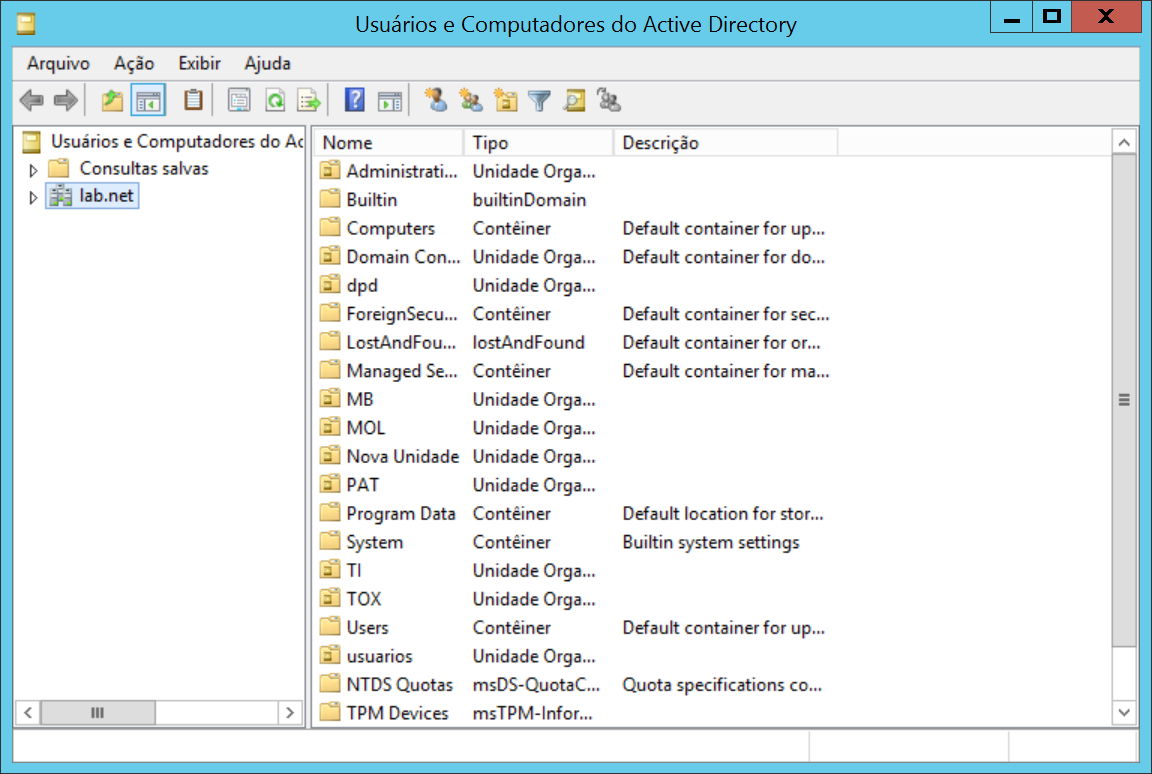 Usuários e Computadores do Active Directory
Arquivo Ação Exibir Ajuda
Usuários e Computadores do Ac
Consultas salvas
lab.net
Nome Tipo Descrição
Administrati... Unidade Orga...
Builtin builtinDomain
Computers Contêiner Default container for up...
Domain Con... Unidade Orga... Default container for do...
dpd Unidade Orga...
ForeignSecu... Contêiner Default container for sec...
LostAndFou... lostAndFound Default container for or...
Managed Se... Contêiner Default container for ma...
MB Unidade Orga...
MOL Unidade Orga...
Nova Unidade Unidade Orga...
PAT Unidade Orga...
Program Data Contêiner Default location for stor...
System Contêiner Builtin system settings
TI Unidade Orga...
TOX Unidade Orga...
Users Contêiner Default container for up...
usuarios Unidade Orga...
NTDS Quotas msDS-QuotaC... Quota specifications co...
TPM Devices msTPM-Infor...